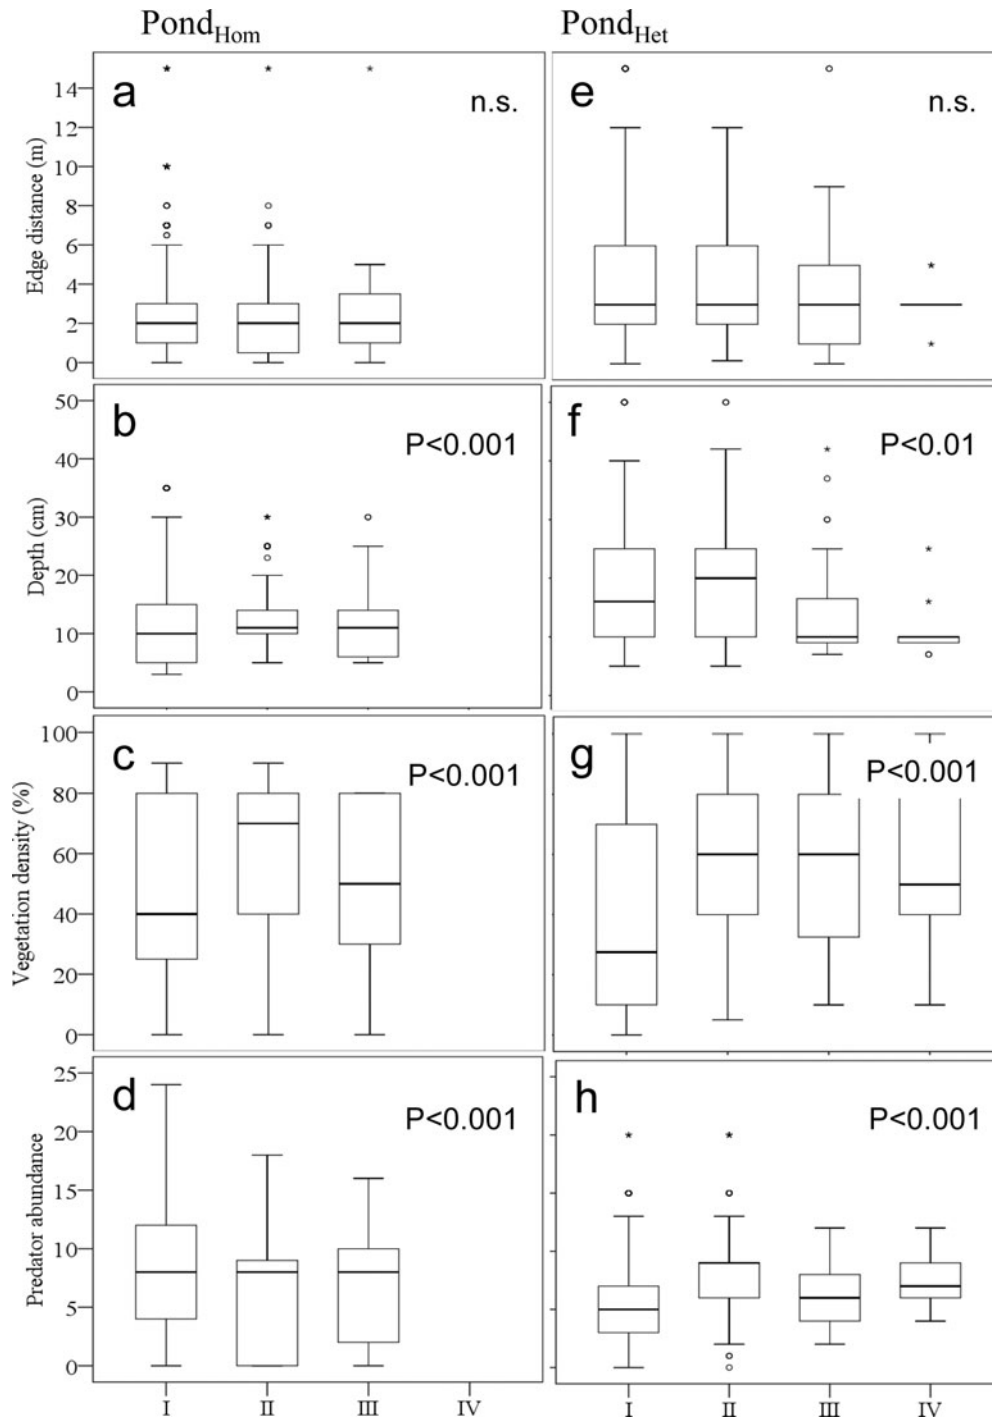 Pond_Hom Pond_Het
a n.s. e n.s.
Edge distance (m)
14
12
10
8
6
4
2
0
b P<0.001 f P<0.01
Depth (cm)
50
40
30
20
10
0
c P<0.001 g P<0.001
Vegetation density (%)
100
80
60
40
20
0
d P<0.001 h P<0.001
Predator abundance
25
20
15
10
5
0
I II III IV I II III IV